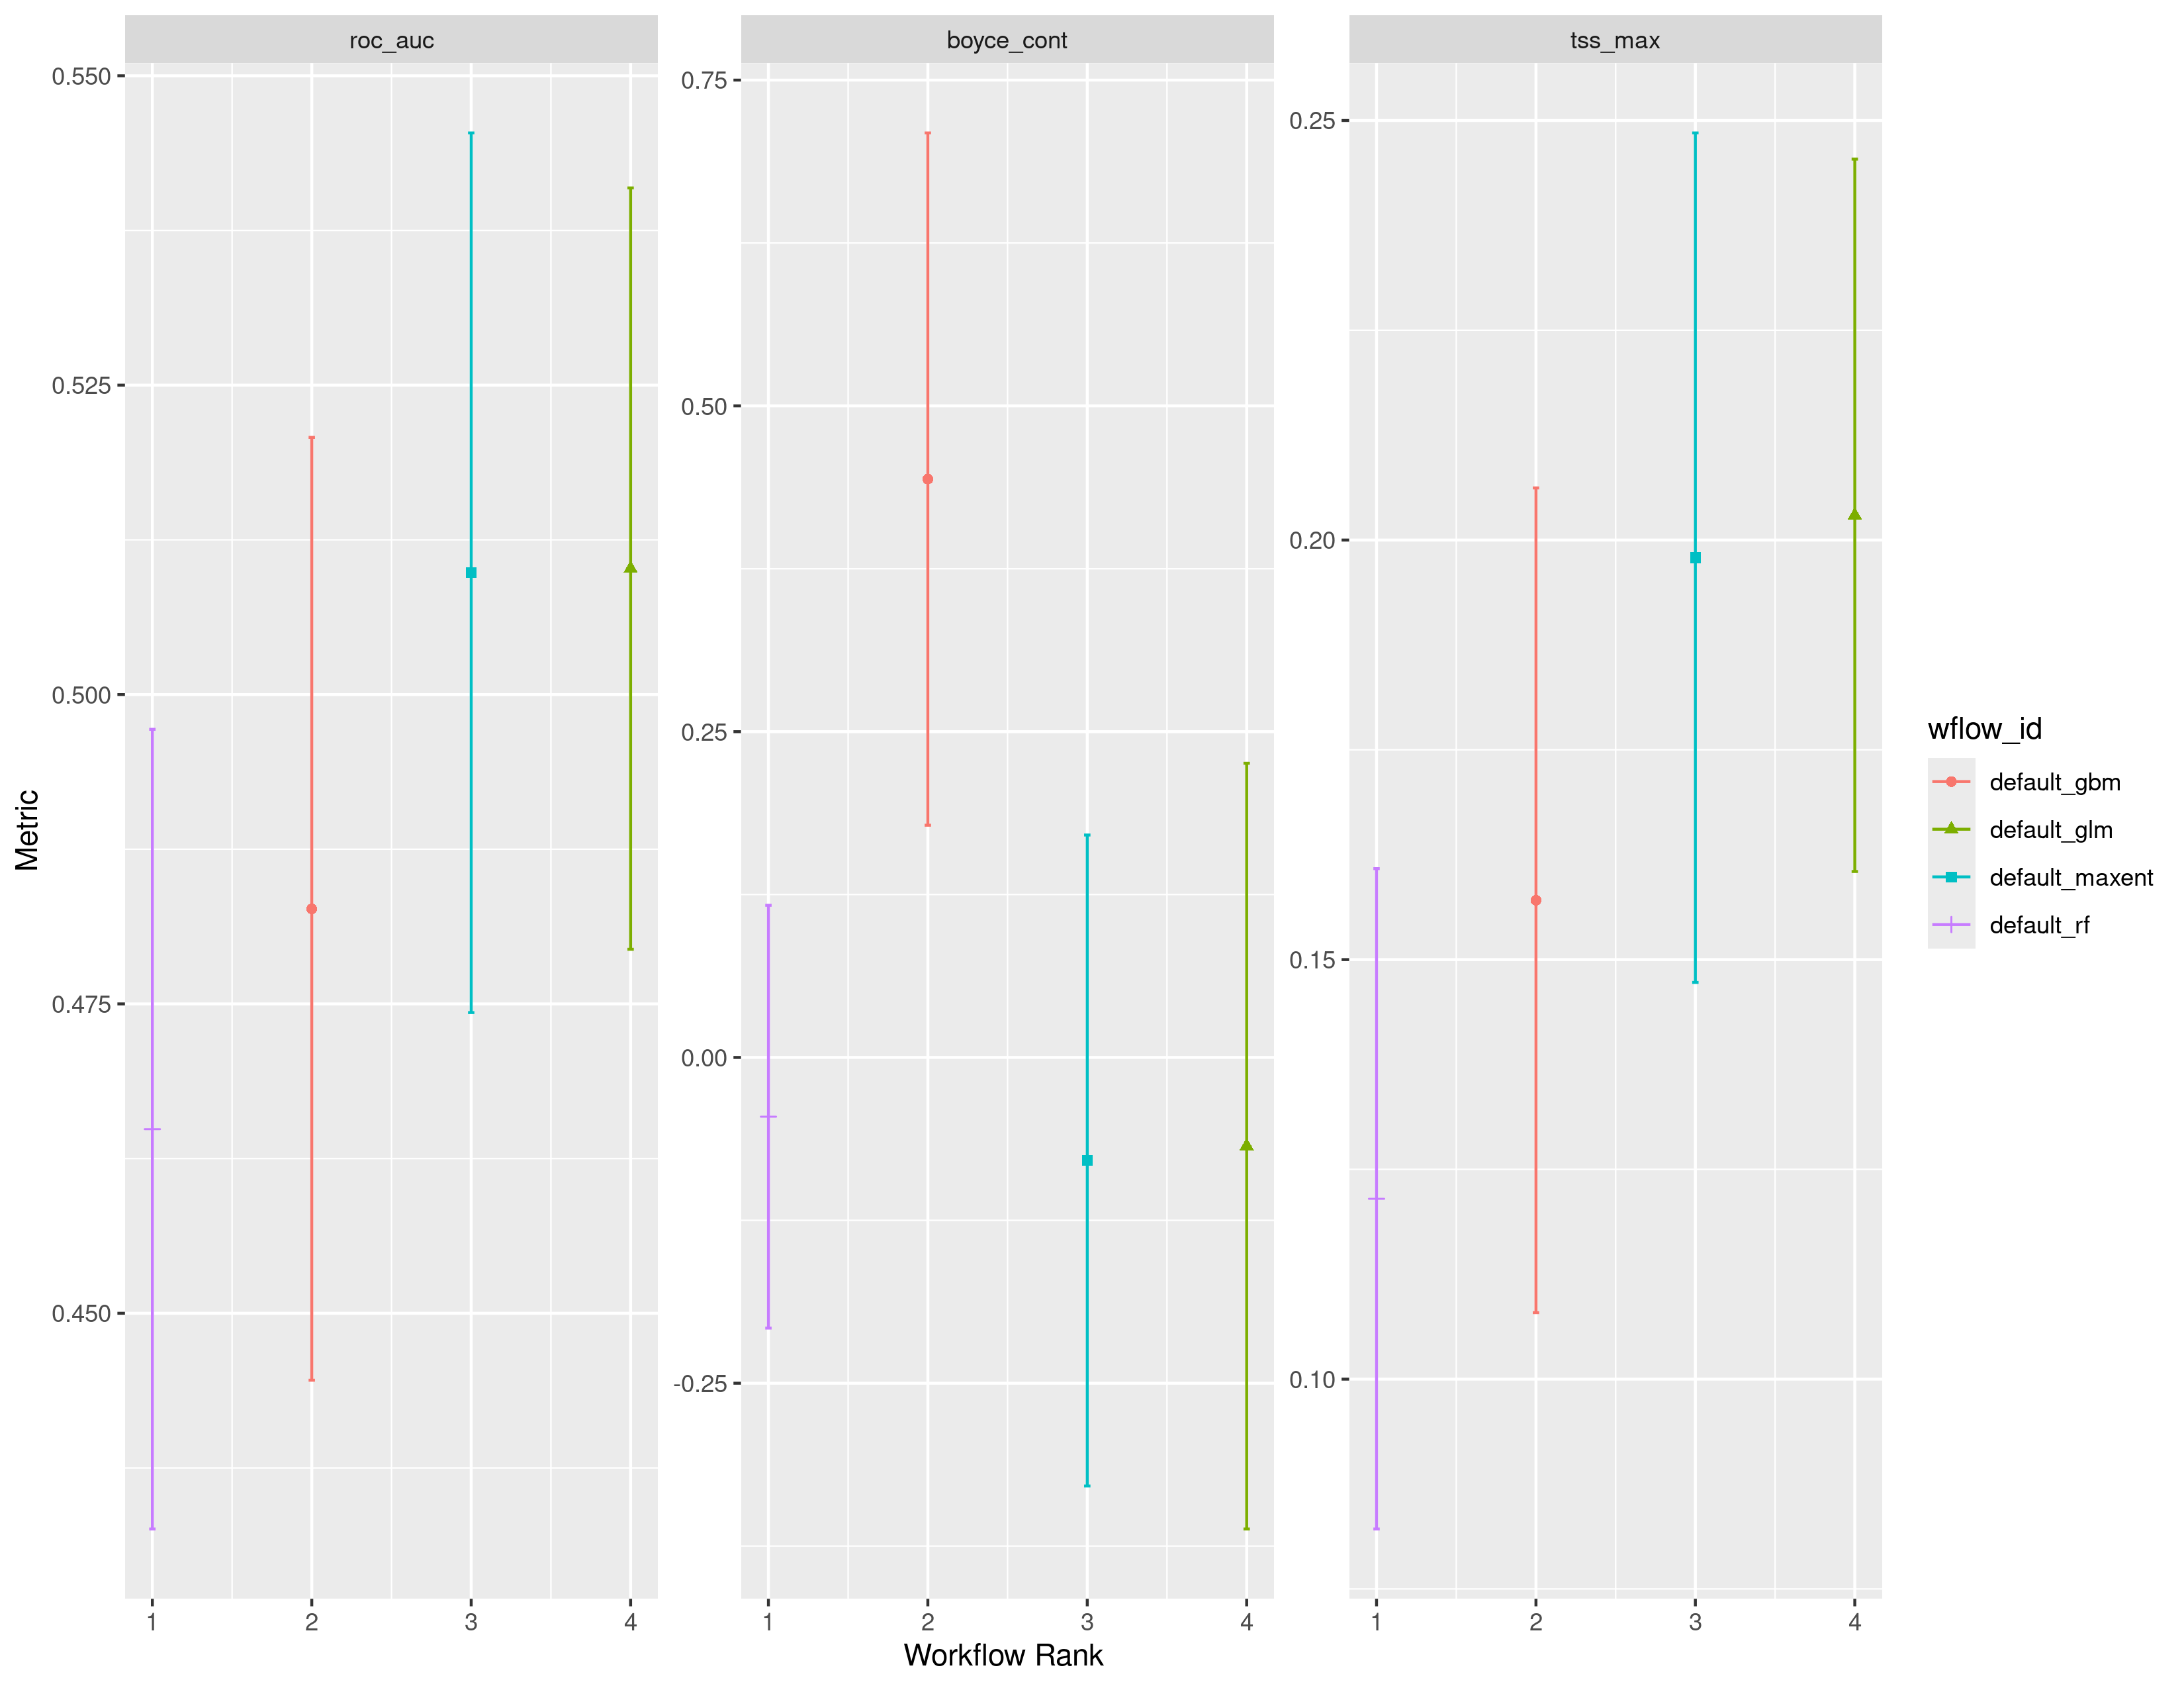 roc_auc
boyce_cont
tss_max
Metric
0.550
0.525
0.500
0.475
0.450
0.75
0.50
0.25
0.00
-0.25
0.25
0.20
0.15
0.10
1 2 3 4
1 2 3 4
1 2 3 4
Workflow Rank
wflow_id
default_gbm
default_glm
default_maxent
default_rf